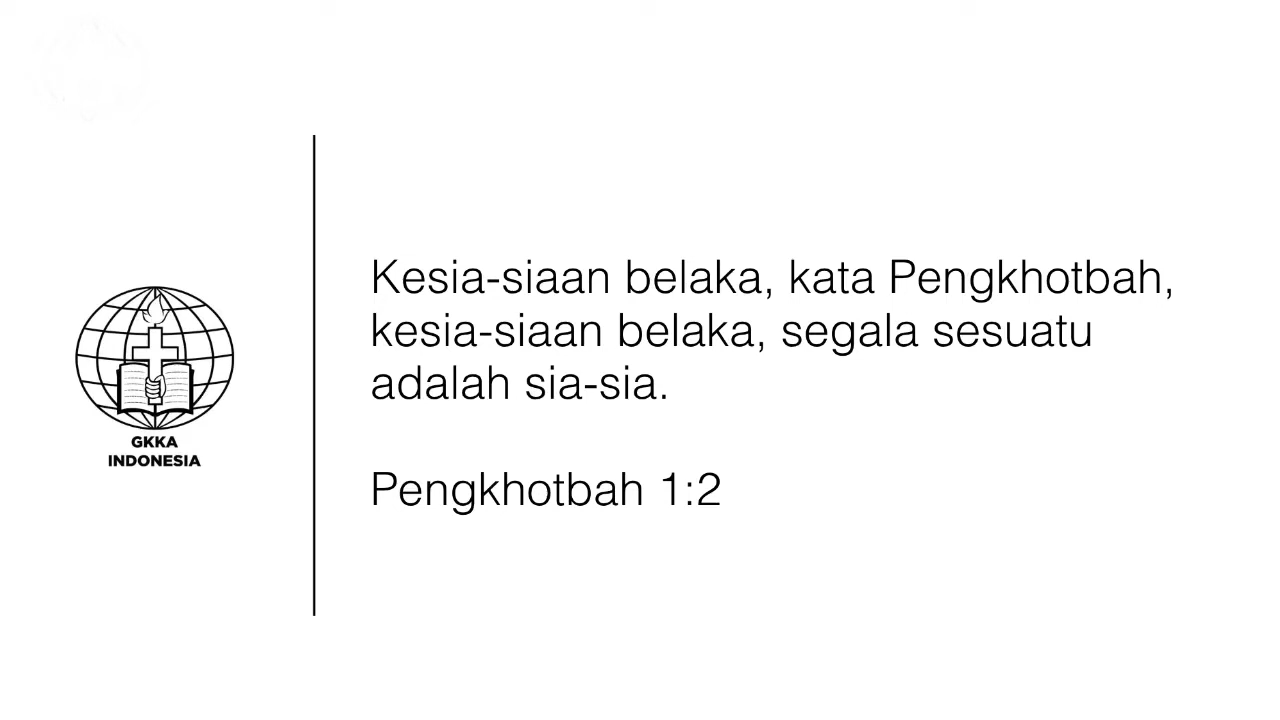 Kesia-siaan belaka, kata Pengkhotbah,
kesia-siaan belaka, segala sesuatu
adalah sia-sia.
Pengkhotbah 1:2
GKKA
INDONESIA